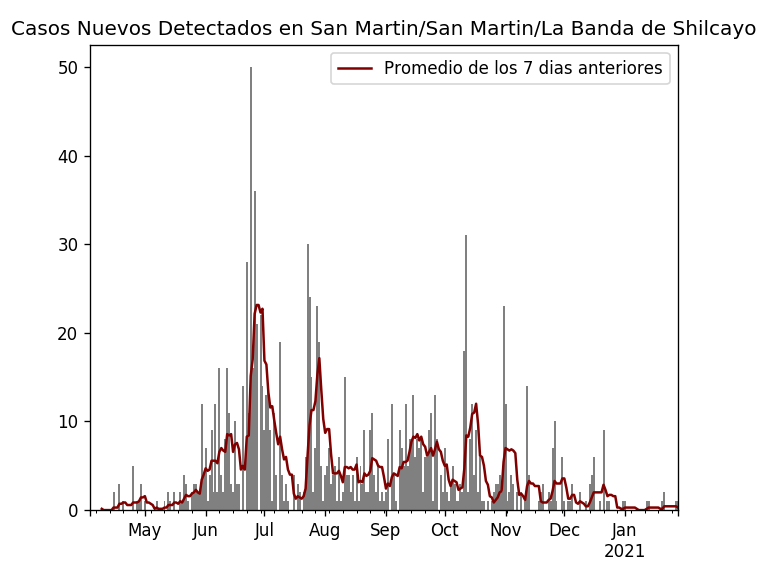 Casos Nuevos Detectados en San Martin/San Martin/La Banda de Shilcayo
Promedio de los 7 dias anteriores
50
40
30
20
10
0
May Jun Jul Aug Sep Oct Nov Dec Jan
2021